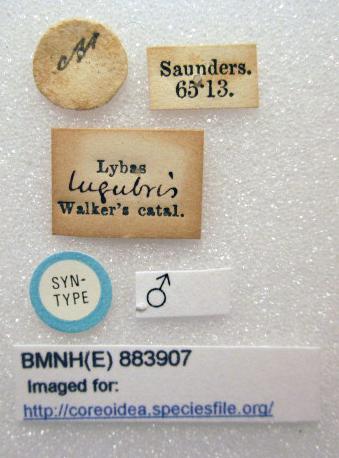 Saunders.
65·13.
Lybas
lugubris
Walker's catal.
SYN-
TYPE
♂
BMNH(E) 883907
Imaged for:
http://coreoidea.speciesfile.org/